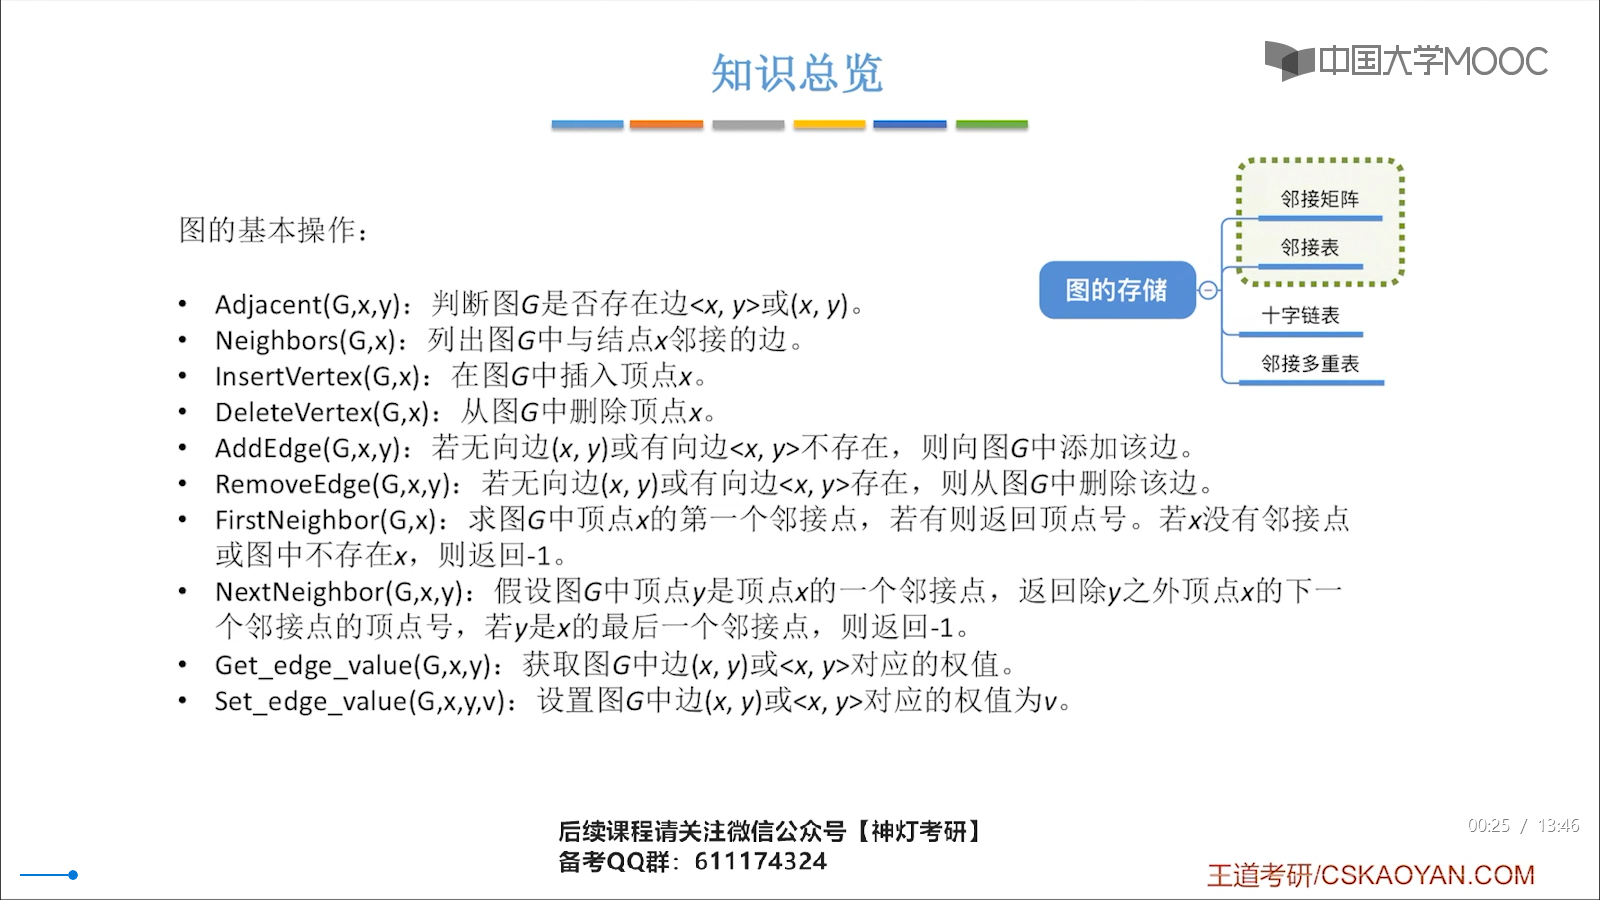 知识总览
中国大学MOOC
图的基本操作：
• Adjacent(G,x,y)：判断图G是否存在边<x, y>或(x, y)。
• Neighbors(G,x)：列出图G中与结点x邻接的边。
• InsertVertex(G,x)：在图G中插入顶点x。
• DeleteVertex(G,x)：从图G中删除顶点x。
• AddEdge(G,x,y)：若无向边(x, y)或有向边<x, y>不存在，则向图G中添加该边。
• RemoveEdge(G,x,y)：若无向边(x, y)或有向边<x, y>存在，则从图G中删除该边。
• FirstNeighbor(G,x)：求图G中顶点x的第一个邻接点，若有则返回顶点号。若x没有邻接点
或图中不存在x，则返回-1。
• NextNeighbor(G,x,y)：假设图G中顶点y是顶点x的一个邻接点，返回除y之外顶点x的下一
个邻接点的顶点号，若y是x的最后一个邻接点，则返回-1。
• Get_edge_value(G,x,y)：获取图G中边(x, y)或<x, y>对应的权值。
• Set_edge_value(G,x,y,v)：设置图G中边(x, y)或<x, y>对应的权值为v。
图的存储
邻接矩阵
邻接表
十字链表
邻接多重表
后续课程请关注微信公众号【神灯考研】
备考QQ群：611174324
00:25 / 13:46
王道考研/CSKAOYAN.COM